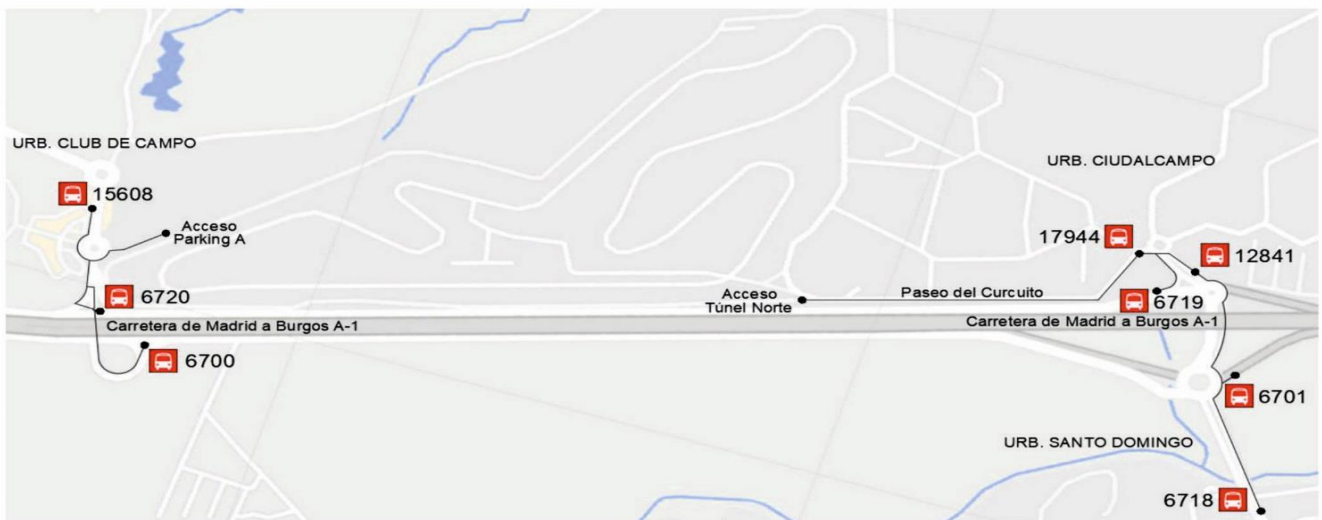 URB. CLUB DE CAMPO
15608
Acceso
Parking A
6720
Carretera de Madrid a Burgos A-1
6700
URB. CIUDALCAMPO
17944
12841
Acceso
Túnel Norte
Paseo del Curcuito
6719
Carretera de Madrid a Burgos A-1
6701
URB. SANTO DOMINGO
6718